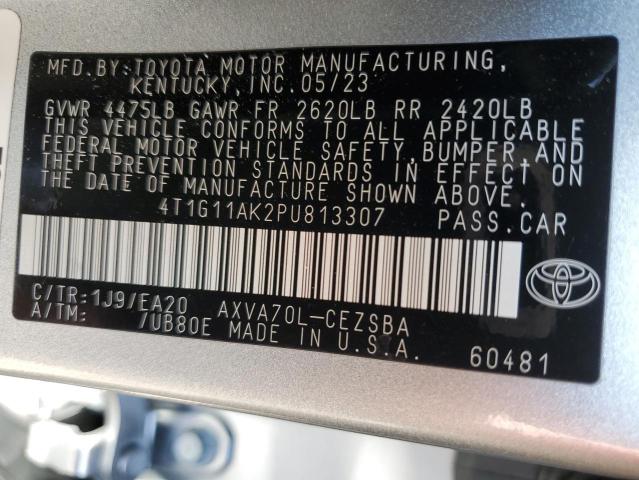 MFD.BY:TOYOTA MOTOR MANUFACTURING,
KENTUCKY,INC.05/23
GVWR 4475LB GAWR FR 2620LB RR 2420LB
THIS VEHICLE CONFORMS TO ALL APPLICABLE
FEDERAL MOTOR VEHICLE SAFETY,BUMPER,AND
THEFT PREVENTION STANDARDS IN EFFECT ON
THE DATE OF MANUFACTURE SHOWN ABOVE.
4T1G11AK2PU813307 PASS.CAR
C/TR:1J9/EA20 AXVA70L-CEZSBA
A/TM: /UB80E MADE IN U.S.A. 60481